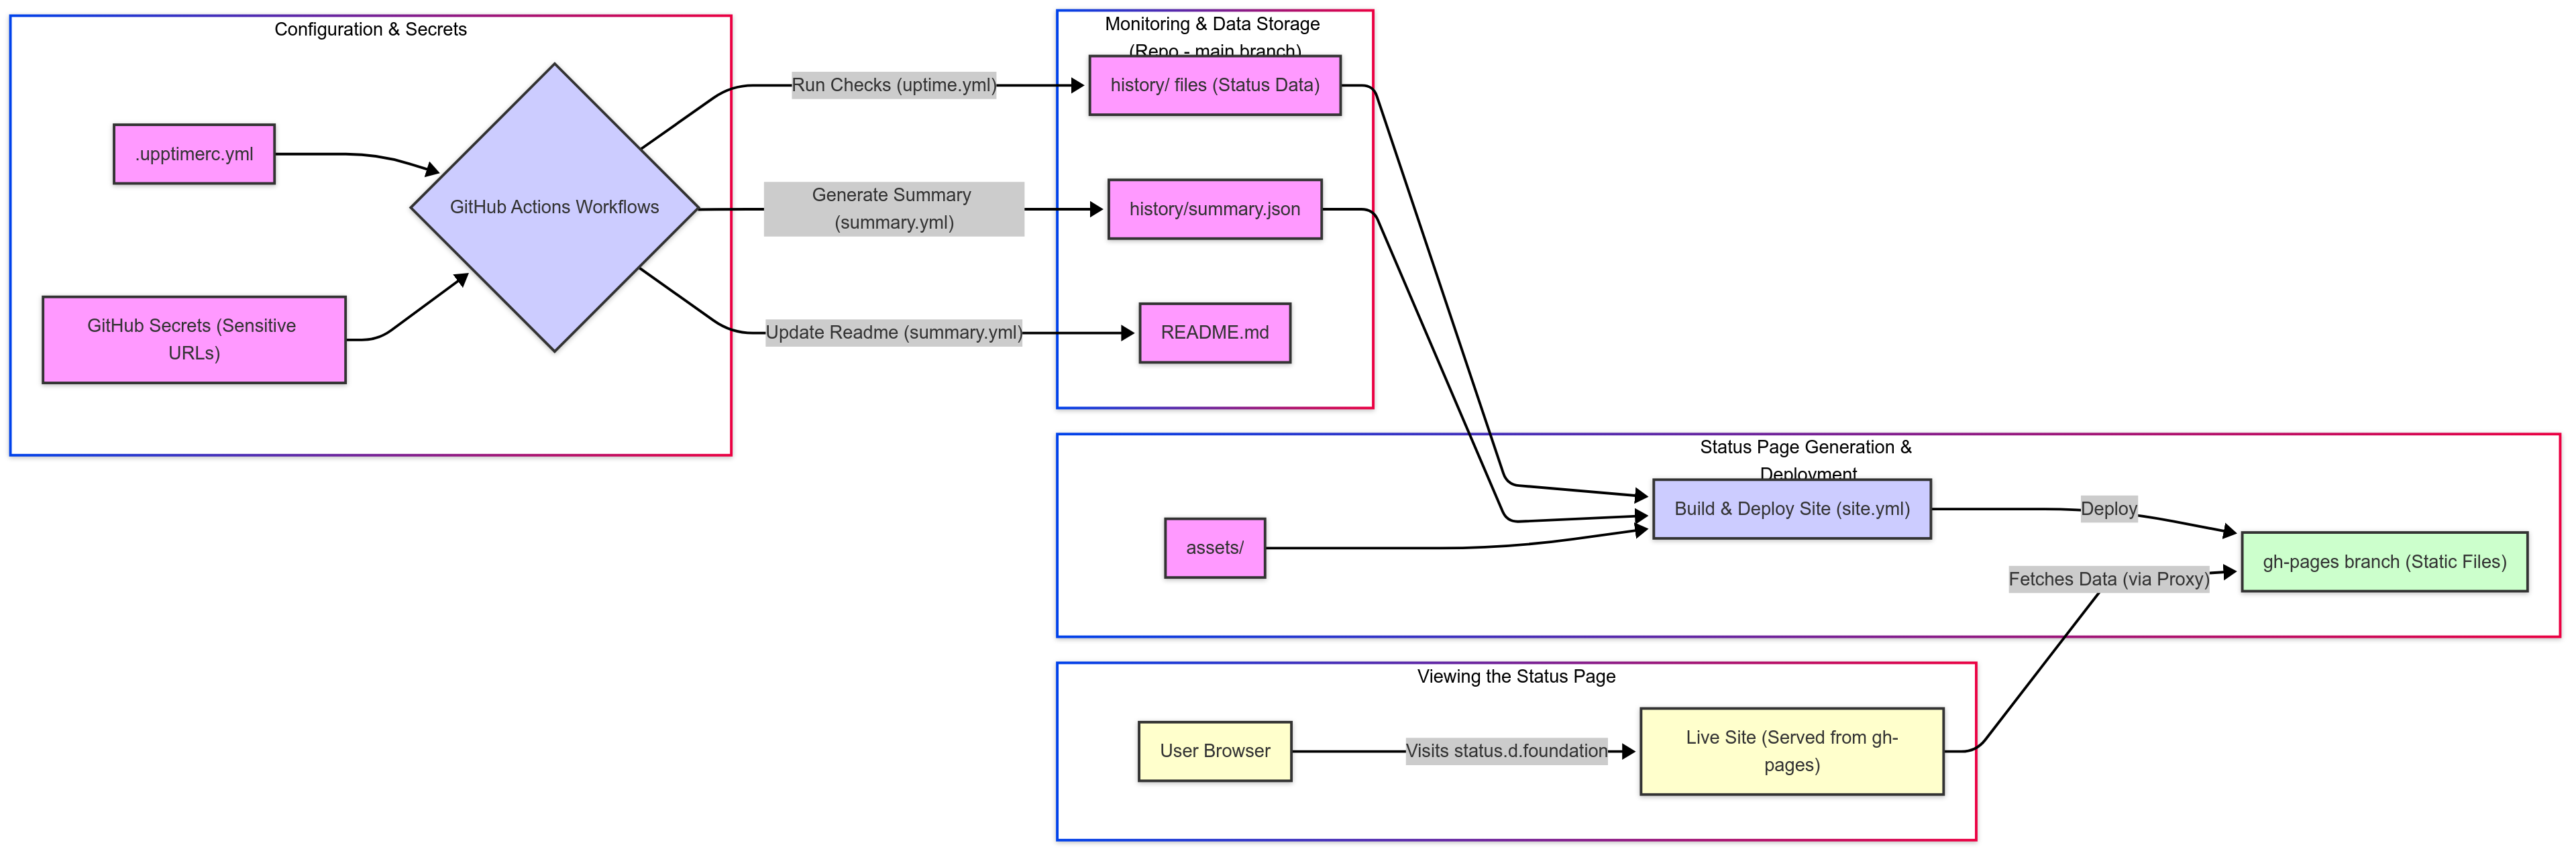 Configuration & Secrets
.upptimerc.yml
GitHub Secrets (Sensitive
URLs)
GitHub Actions Workflows
Run Checks (uptime.yml)
Generate Summary
(summary.yml)
Update Readme (summary.yml)
Monitoring & Data Storage
(Repo - main branch)
history/ files (Status Data)
history/summary.json
README.md
Status Page Generation &
Deployment
assets/
Build & Deploy Site (site.yml)
Deploy
Fetches Data (via Proxy)
gh-pages branch (Static Files)
Viewing the Status Page
User Browser
Visits status.d.foundation
Live Site (Served from gh-
pages)